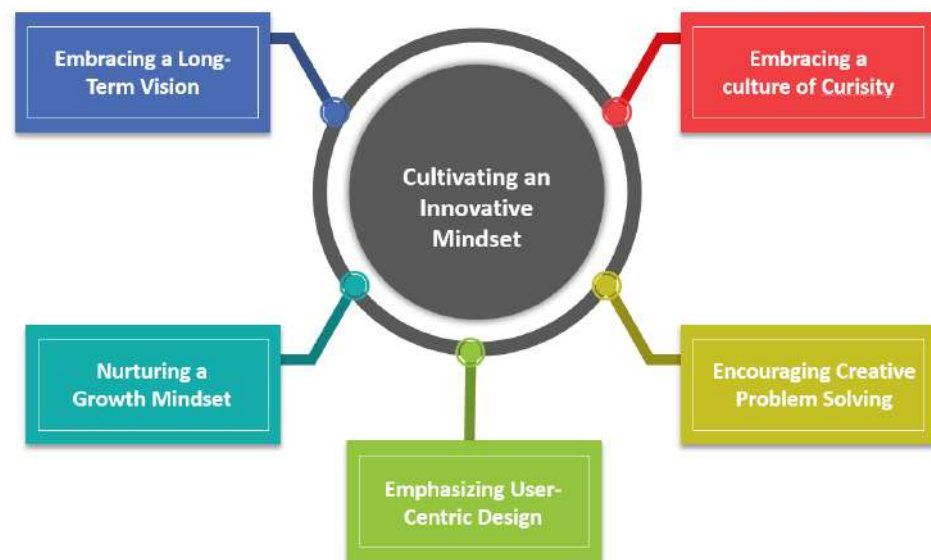 Embracing a Long-
Term Vision
Embracing a
culture of Curisity
Cultivating an
Innovative
Mindset
Nurturing a
Growth Mindset
Encouraging Creative
Problem Solving
Emphasizing User-
Centric Design